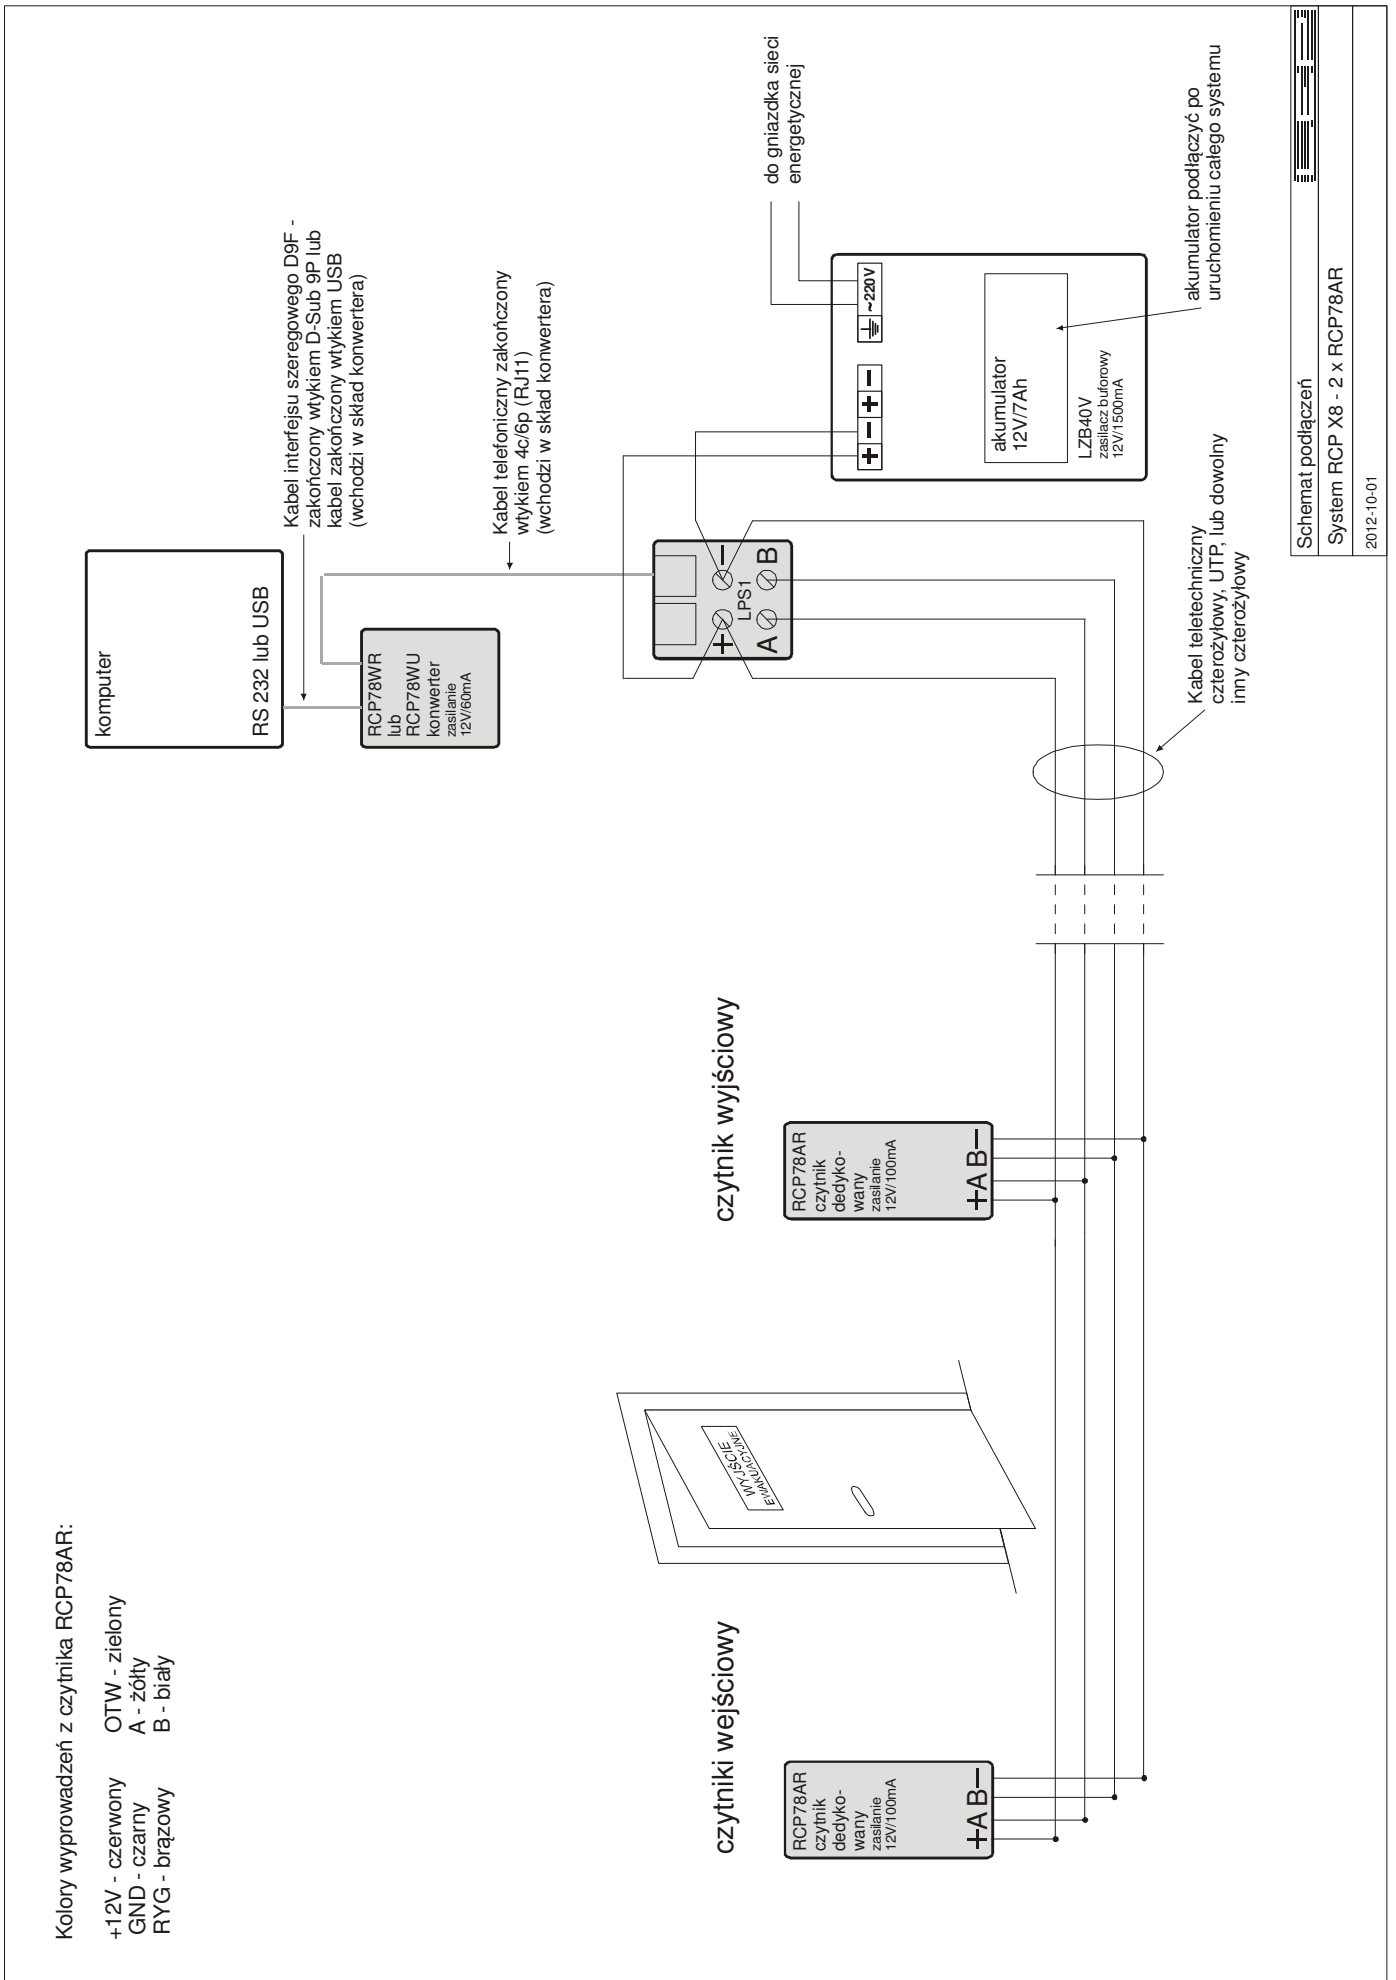 Kolory wyprowadzeń z czytnika RCP78AR:
+12V - czerwony
GND - czarny
RYG - brązowy
OTW - zielony
A - żółty
B - biały
komputer
RS 232 lub USB
Kabel interfejsu szeregowego D9F -
zakończony wtykiem D-Sub 9P lub
kabel zakończony wtykiem USB
(wchodzi w skład konwertera)
RCP78WR
lub
RCP78WU
konwerter
zasilanie
12V/60mA
Kabel telefoniczny zakończony
wtykiem 4c/6p (RJ11)
(wchodzi w skład konwertera)
+ −
LPS1
A B
do gniazdka sieci
energetycznej
+ − + −
~220V
akumulator
12V/7Ah
LZB40V
zasilacz buforowy
12V/1500mA
akumulator podłączyć po
uruchomieniu całego systemu
czytniki wejściowy
RCP78AR
czytnik
dedyko-
wany
zasilanie
12V/100mA
+A B−
WYJŚCIE
EWAKUACYJNE
czytnik wyjściowy
RCP78AR
czytnik
dedyko-
wany
zasilanie
12V/100mA
+A B−
Kabel teletechniczny
czterożyłowy, UTP, lub dowolny
inny czterożyłowy
Schemat podłączeń
System RCP X8 - 2 x RCP78AR
2012-10-01